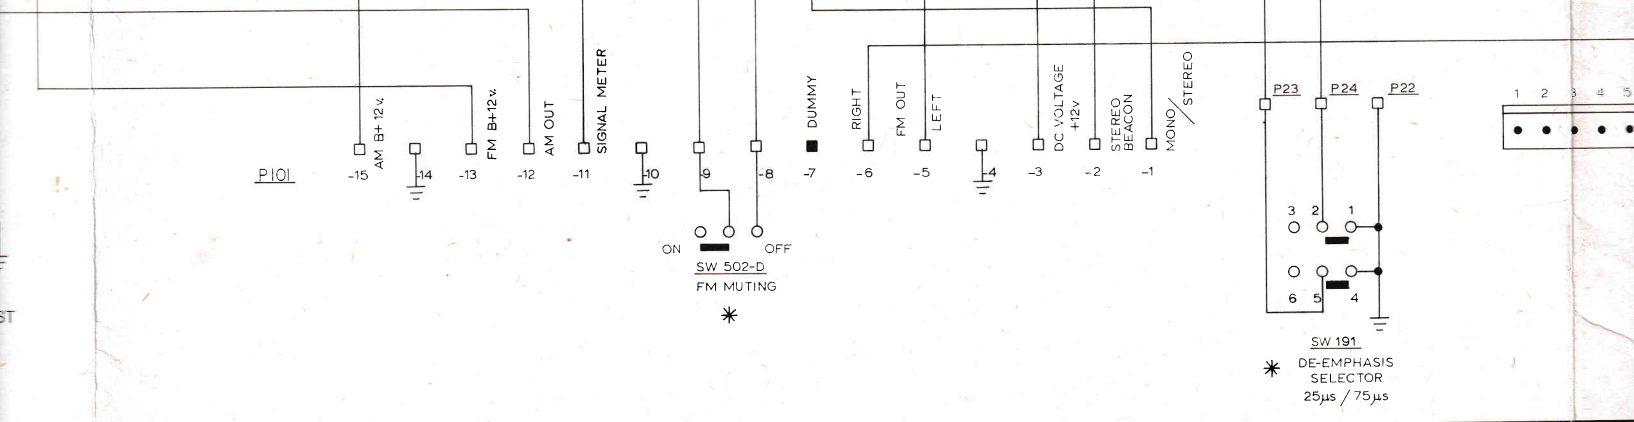 AM B+ 12v.
FM B+12v.
AM OUT
SIGNAL METER
DUMMY
RIGHT
FM OUT
LEFT
DC VOLTAGE
+12v
STEREO
BEACON
MONO/STEREO
P23 P24 P22
1 2 3 4 5
P101 -15 -14 -13 -12 -11 -10 -9 -8 -7 -6 -5 -4 -3 -2 -1
3 2 1
ON OFF
SW 502-D
FM MUTING
*
6 5 4
ST
SW 191
* DE-EMPHASIS
SELECTOR
25µs / 75µs